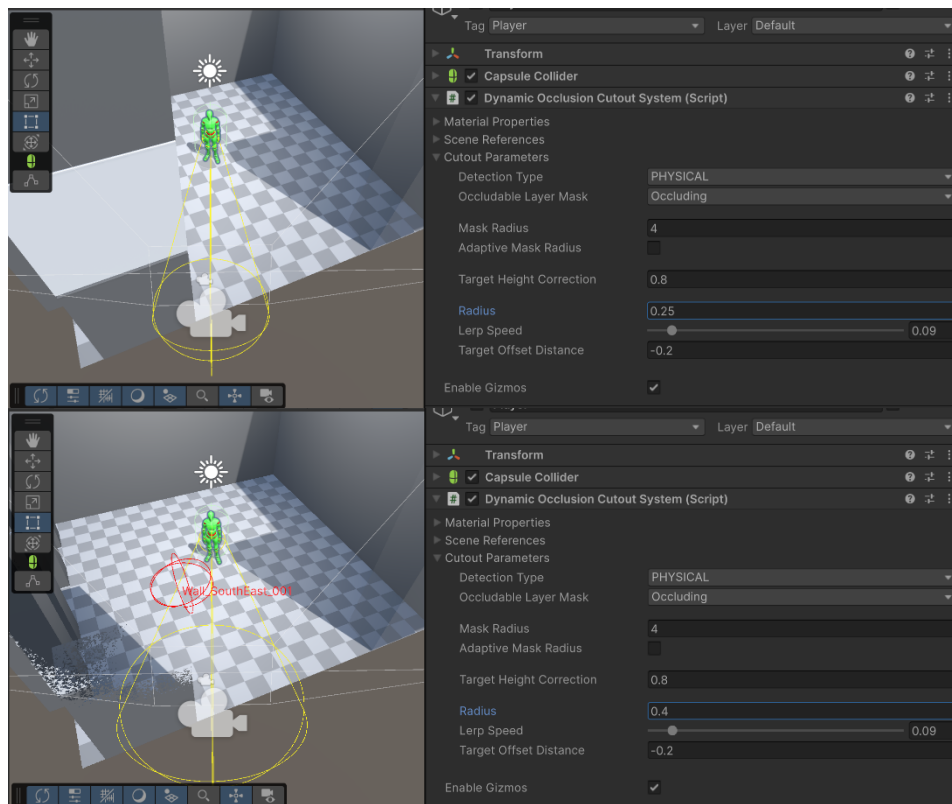 Tag Player Layer Default
Transform
# Capsule Collider
Dynamic Occlusion Cutout System (Script)
Material Properties
Scene References
Cutout Parameters
Detection Type PHYSICAL
Occludable Layer Mask Occluding
Mask Radius 4
Adaptive Mask Radius
Target Height Correction 0.8
Radius 0.25
Lerp Speed 0.09
Target Offset Distance -0.2
Enable Gizmos
Wall_SouthEast_001
Tag Player Layer Default
Transform
Capsule Collider
# Dynamic Occlusion Cutout System (Script)
Material Properties
Scene References
Cutout Parameters
Detection Type PHYSICAL
Occludable Layer Mask Occluding
Mask Radius 4
Adaptive Mask Radius
Target Height Correction 0.8
Radius 0.4
Lerp Speed 0.09
Target Offset Distance -0.2
Enable Gizmos